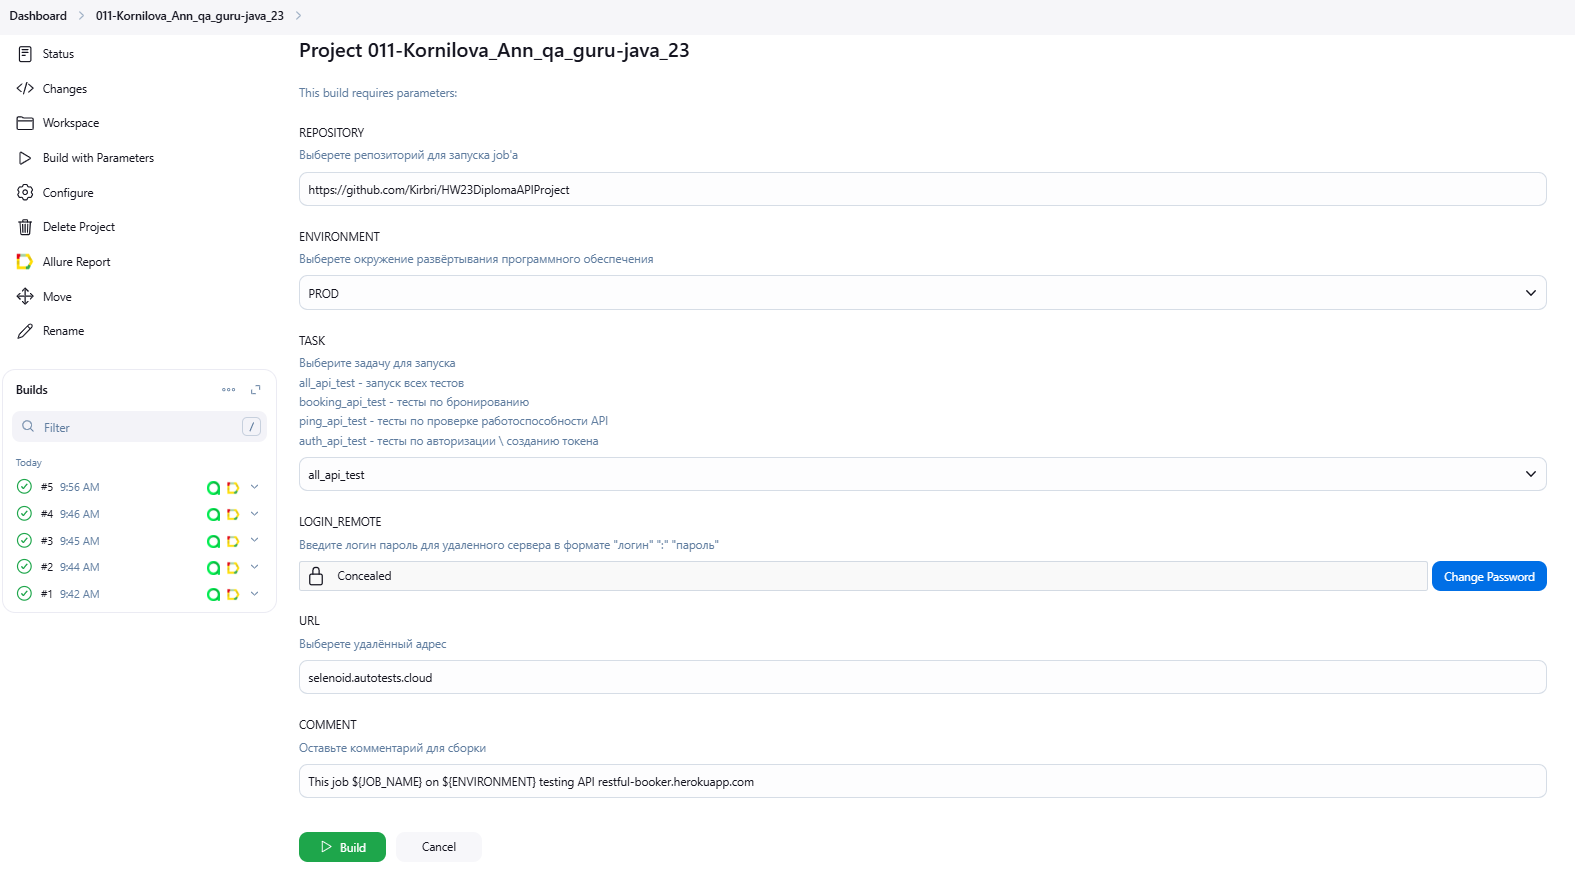 Dashboard
011-Kornilova_Ann_qa_guru-java_23
Status
Changes
Workspace
Build with Parameters
Configure
Delete Project
Allure Report
Move
Rename
Builds
Filter
/
Today
#5 9:56 AM
#4 9:46 AM
#3 9:45 AM
#2 9:44 AM
#1 9:42 AM
Project 011-Kornilova_Ann_qa_guru-java_23
This build requires parameters:
REPOSITORY
Выберете репозиторий для запуска job'а
https://github.com/Kirbri/HW23DiplomaAPIProject
ENVIRONMENT
Выберете окружение развёртывания программного обеспечения
PROD
TASK
Выберите задачу для запуска
all_api_test - запуск всех тестов
booking_api_test - тесты по бронированию
ping_api_test - тесты по проверке работоспособности API
auth_api_test - тесты по авторизации \ созданию токена
all_api_test
LOGIN_REMOTE
Введите логин пароль для удаленного сервера в формате "логин" ":" "пароль"
Concealed
Change Password
URL
Выберете удалённый адрес
selenoid.autotests.cloud
COMMENT
Оставьте комментарий для сборки
This job ${JOB_NAME} on ${ENVIRONMENT} testing API restful-booker.herokuapp.com
Build
Cancel